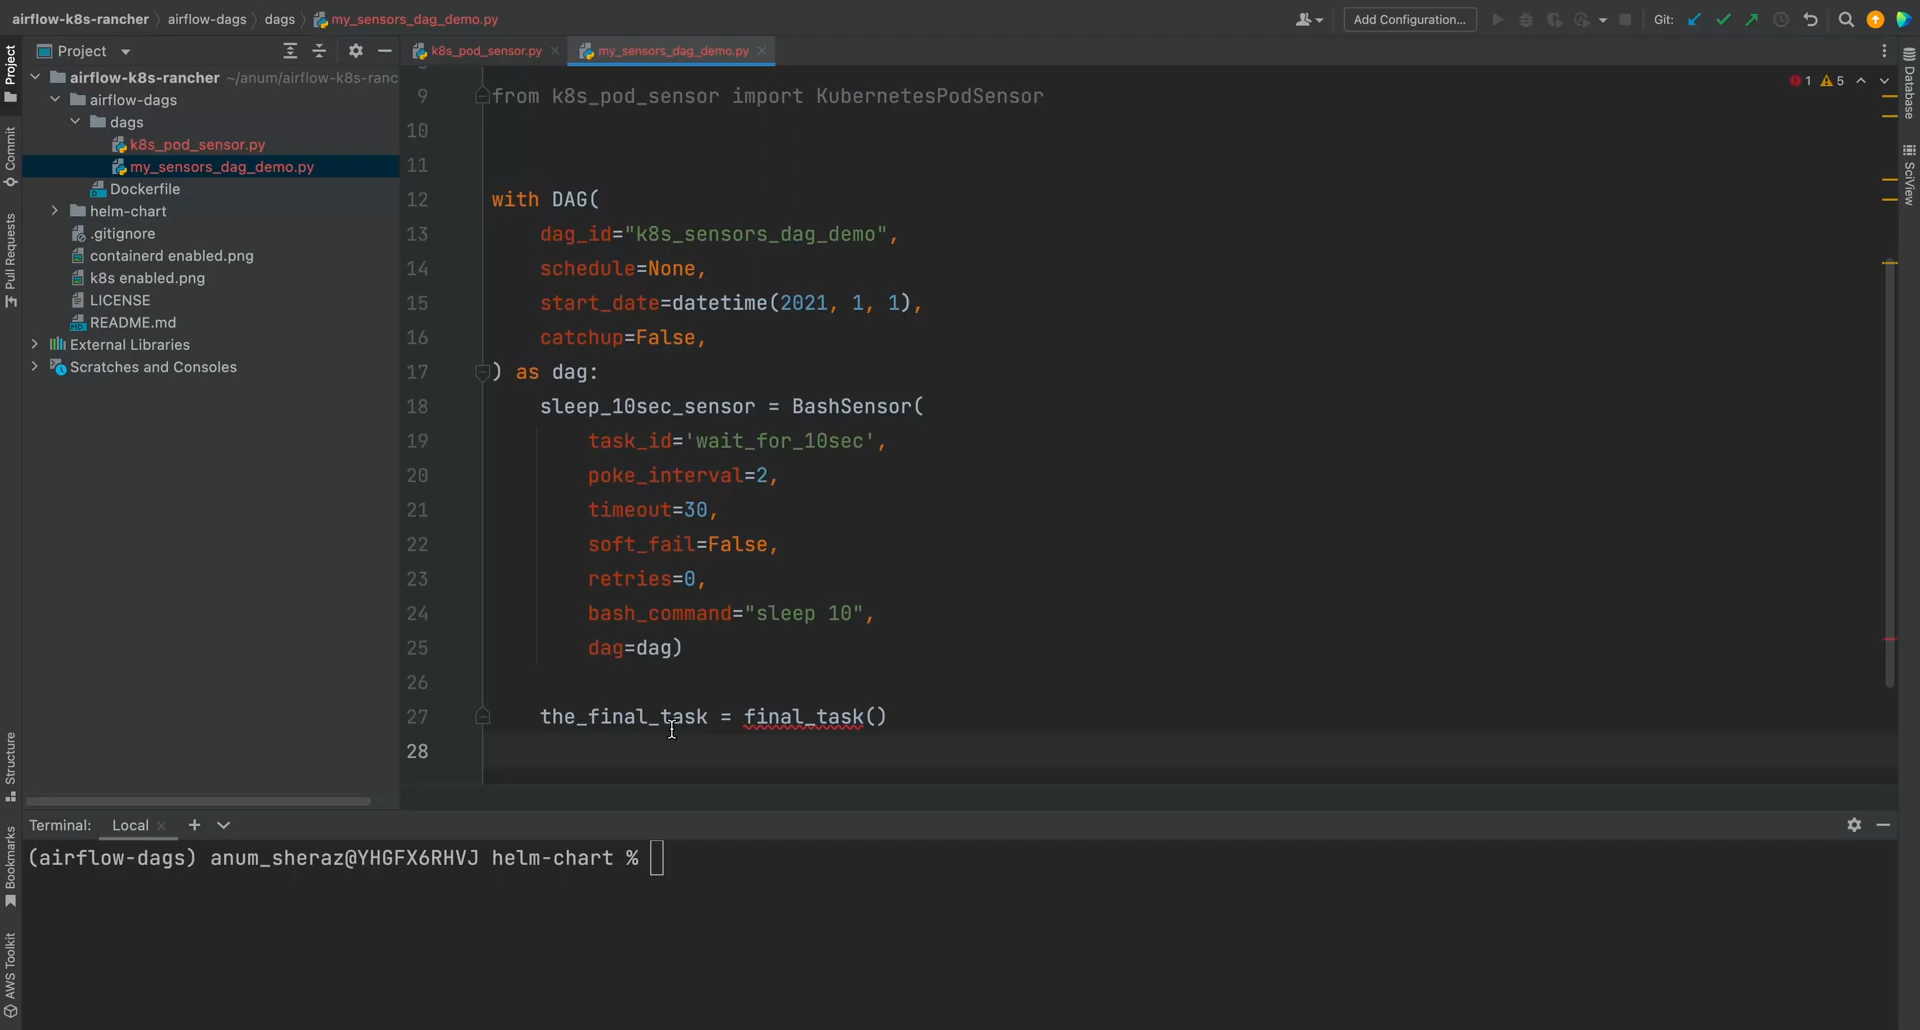 airflow-k8s-rancher
airflow-dags
dags
my_sensors_dag_demo.py
Add Configuration...
Git:
Project
k8s_pod_sensor.py
my_sensors_dag_demo.py
Project
Commit
Pull Requests
Structure
Bookmarks
AWS Toolkit
airflow-k8s-rancher ~/anum/airflow-k8s-ranc
airflow-dags
dags
k8s_pod_sensor.py
my_sensors_dag_demo.py
Dockerfile
helm-chart
.gitignore
containerd enabled.png
k8s enabled.png
LICENSE
README.md
External Libraries
Scratches and Consoles
1 5
9 from k8s_pod_sensor import KubernetesPodSensor
10
11
12 with DAG(
13 dag_id="k8s_sensors_dag_demo",
14 schedule=None,
15 start_date=datetime(2021, 1, 1),
16 catchup=False,
17 ) as dag:
18 sleep_10sec_sensor = BashSensor(
19 task_id='wait_for_10sec',
20 poke_interval=2,
21 timeout=30,
22 soft_fail=False,
23 retries=0,
24 bash_command="sleep 10",
25 dag=dag)
26
27 the_final_task = final_task()
28
Database
SciView
Terminal: Local
(airflow-dags) anum_sheraz@YHGFX6RHVJ helm-chart %